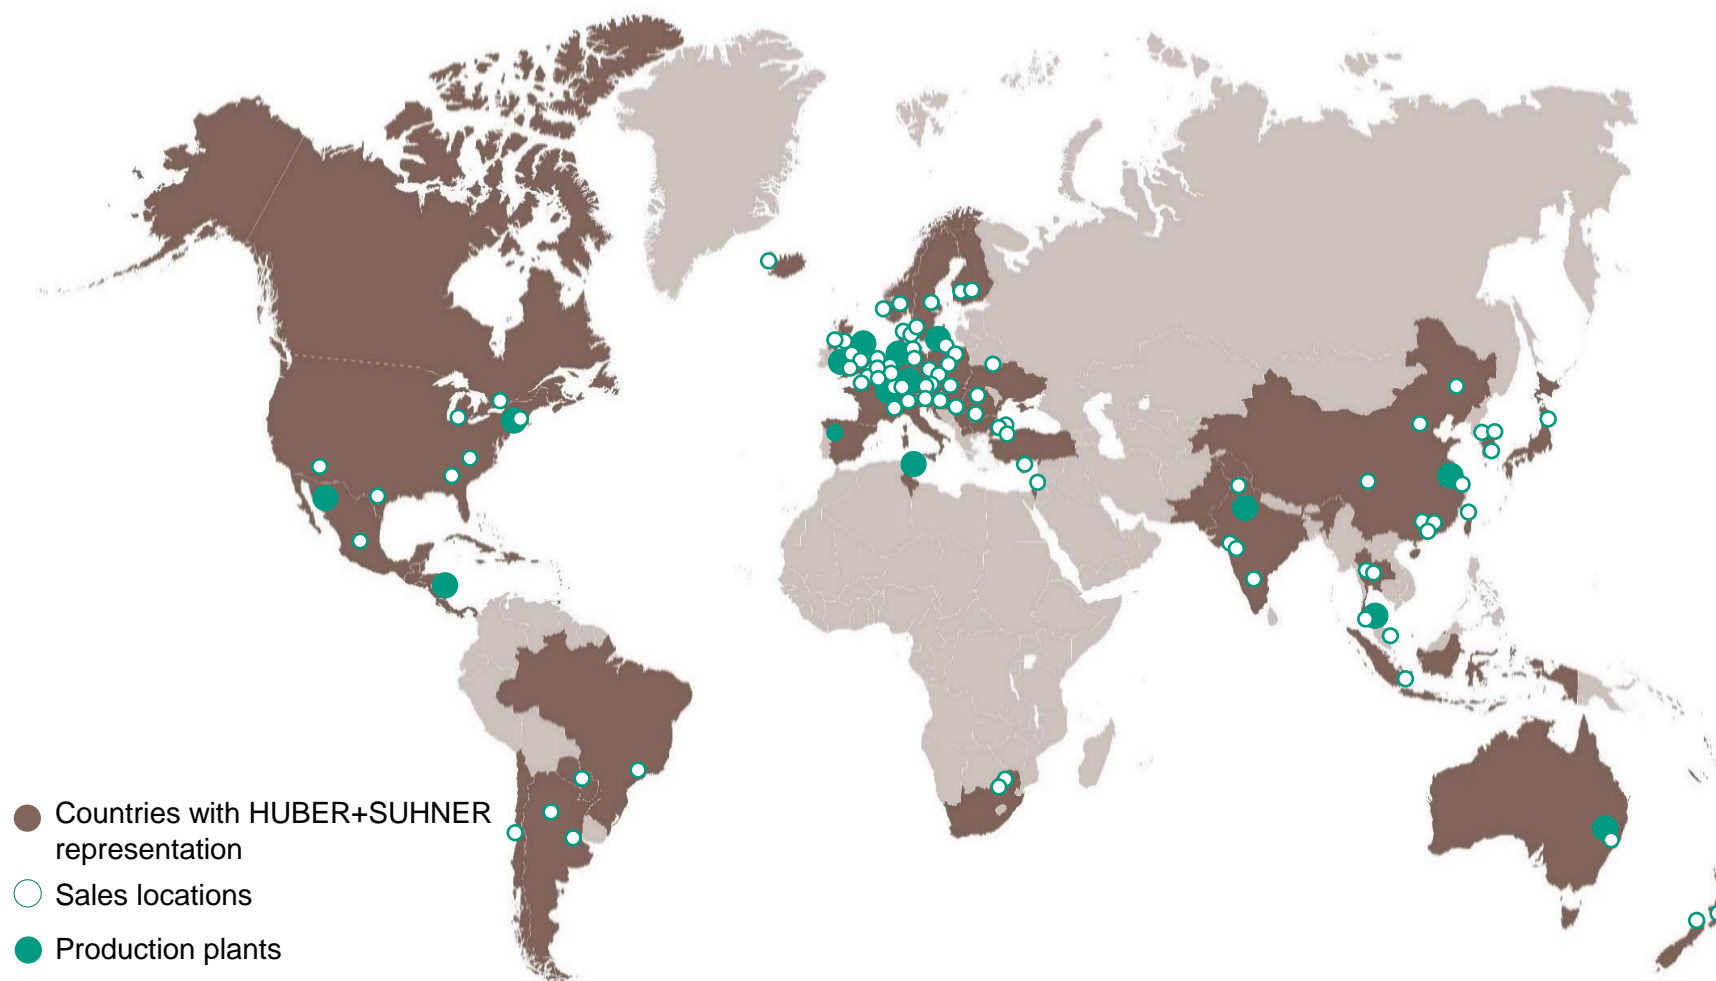 Countries with HUBER+SUHNER
representation
Sales locations
Production plants